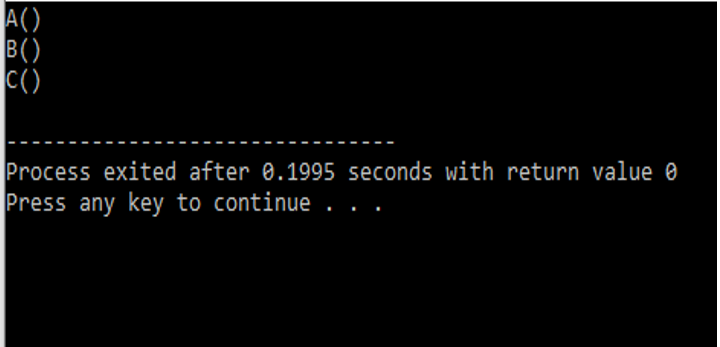 A()
B()
C()
--------------------------------
Process exited after 0.1995 seconds with return value 0
Press any key to continue . . .